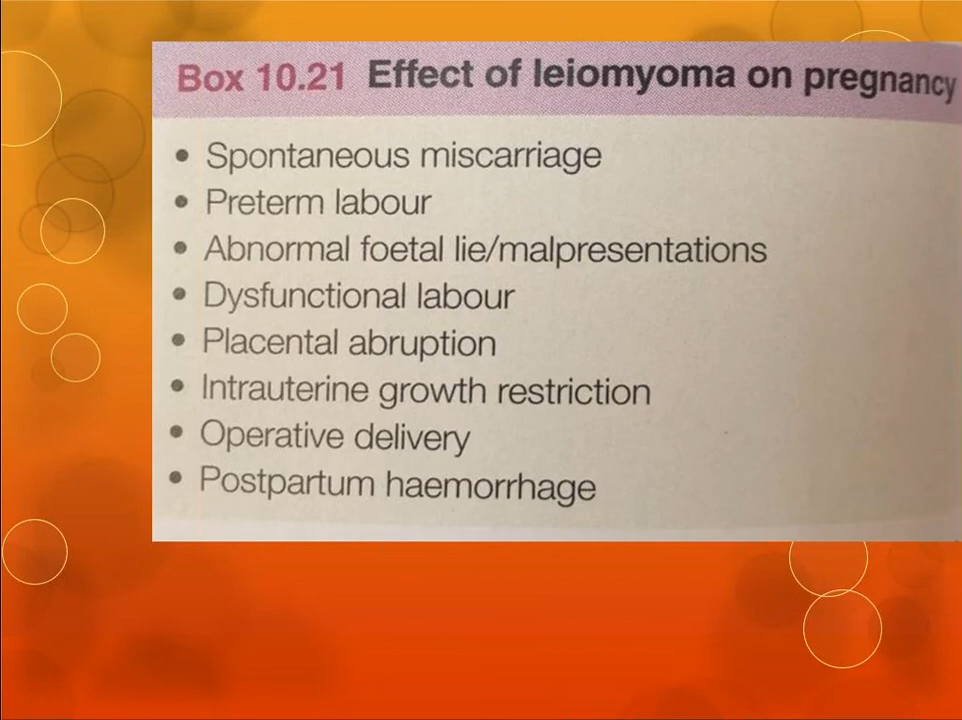 Box 10.21 Effect of leiomyoma on pregnancy
• Spontaneous miscarriage
• Preterm labour
• Abnormal foetal lie/malpresentations
• Dysfunctional labour
• Placental abruption
• Intrauterine growth restriction
• Operative delivery
• Postpartum haemorrhage